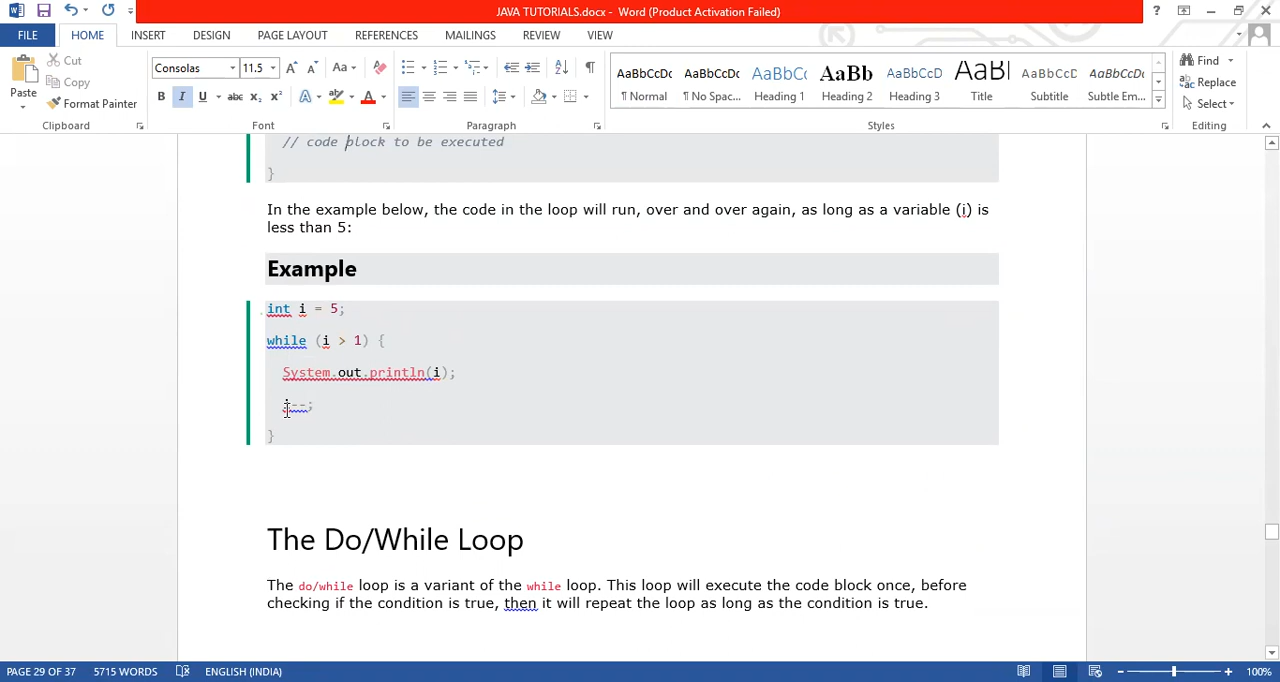 JAVA TUTORIALS.docx - Word (Product Activation Failed)
FILE HOME INSERT DESIGN PAGE LAYOUT REFERENCES MAILINGS REVIEW VIEW
Paste
Cut
Copy
Format Painter
Clipboard
Consolas 11.5
Font
Paragraph
AaBbCcDc AaBbCcDc AaBbCc AaBb AaBbCcD AaBl AaBbCcD AaBbCcDc
¶ Normal ¶ No Spac... Heading 1 Heading 2 Heading 3 Title Subtitle Subtle Em...
Styles
Find
Replace
Select
Editing
// code block to be executed
}
In the example below, the code in the loop will run, over and over again, as long as a variable (i) is
less than 5:
Example
int i = 5;
while (i > 1) {
System.out.println(i);
i--;
}
The Do/While Loop
The do/while loop is a variant of the while loop. This loop will execute the code block once, before
checking if the condition is true, then it will repeat the loop as long as the condition is true.
PAGE 29 OF 37 5715 WORDS ENGLISH (INDIA) 100%